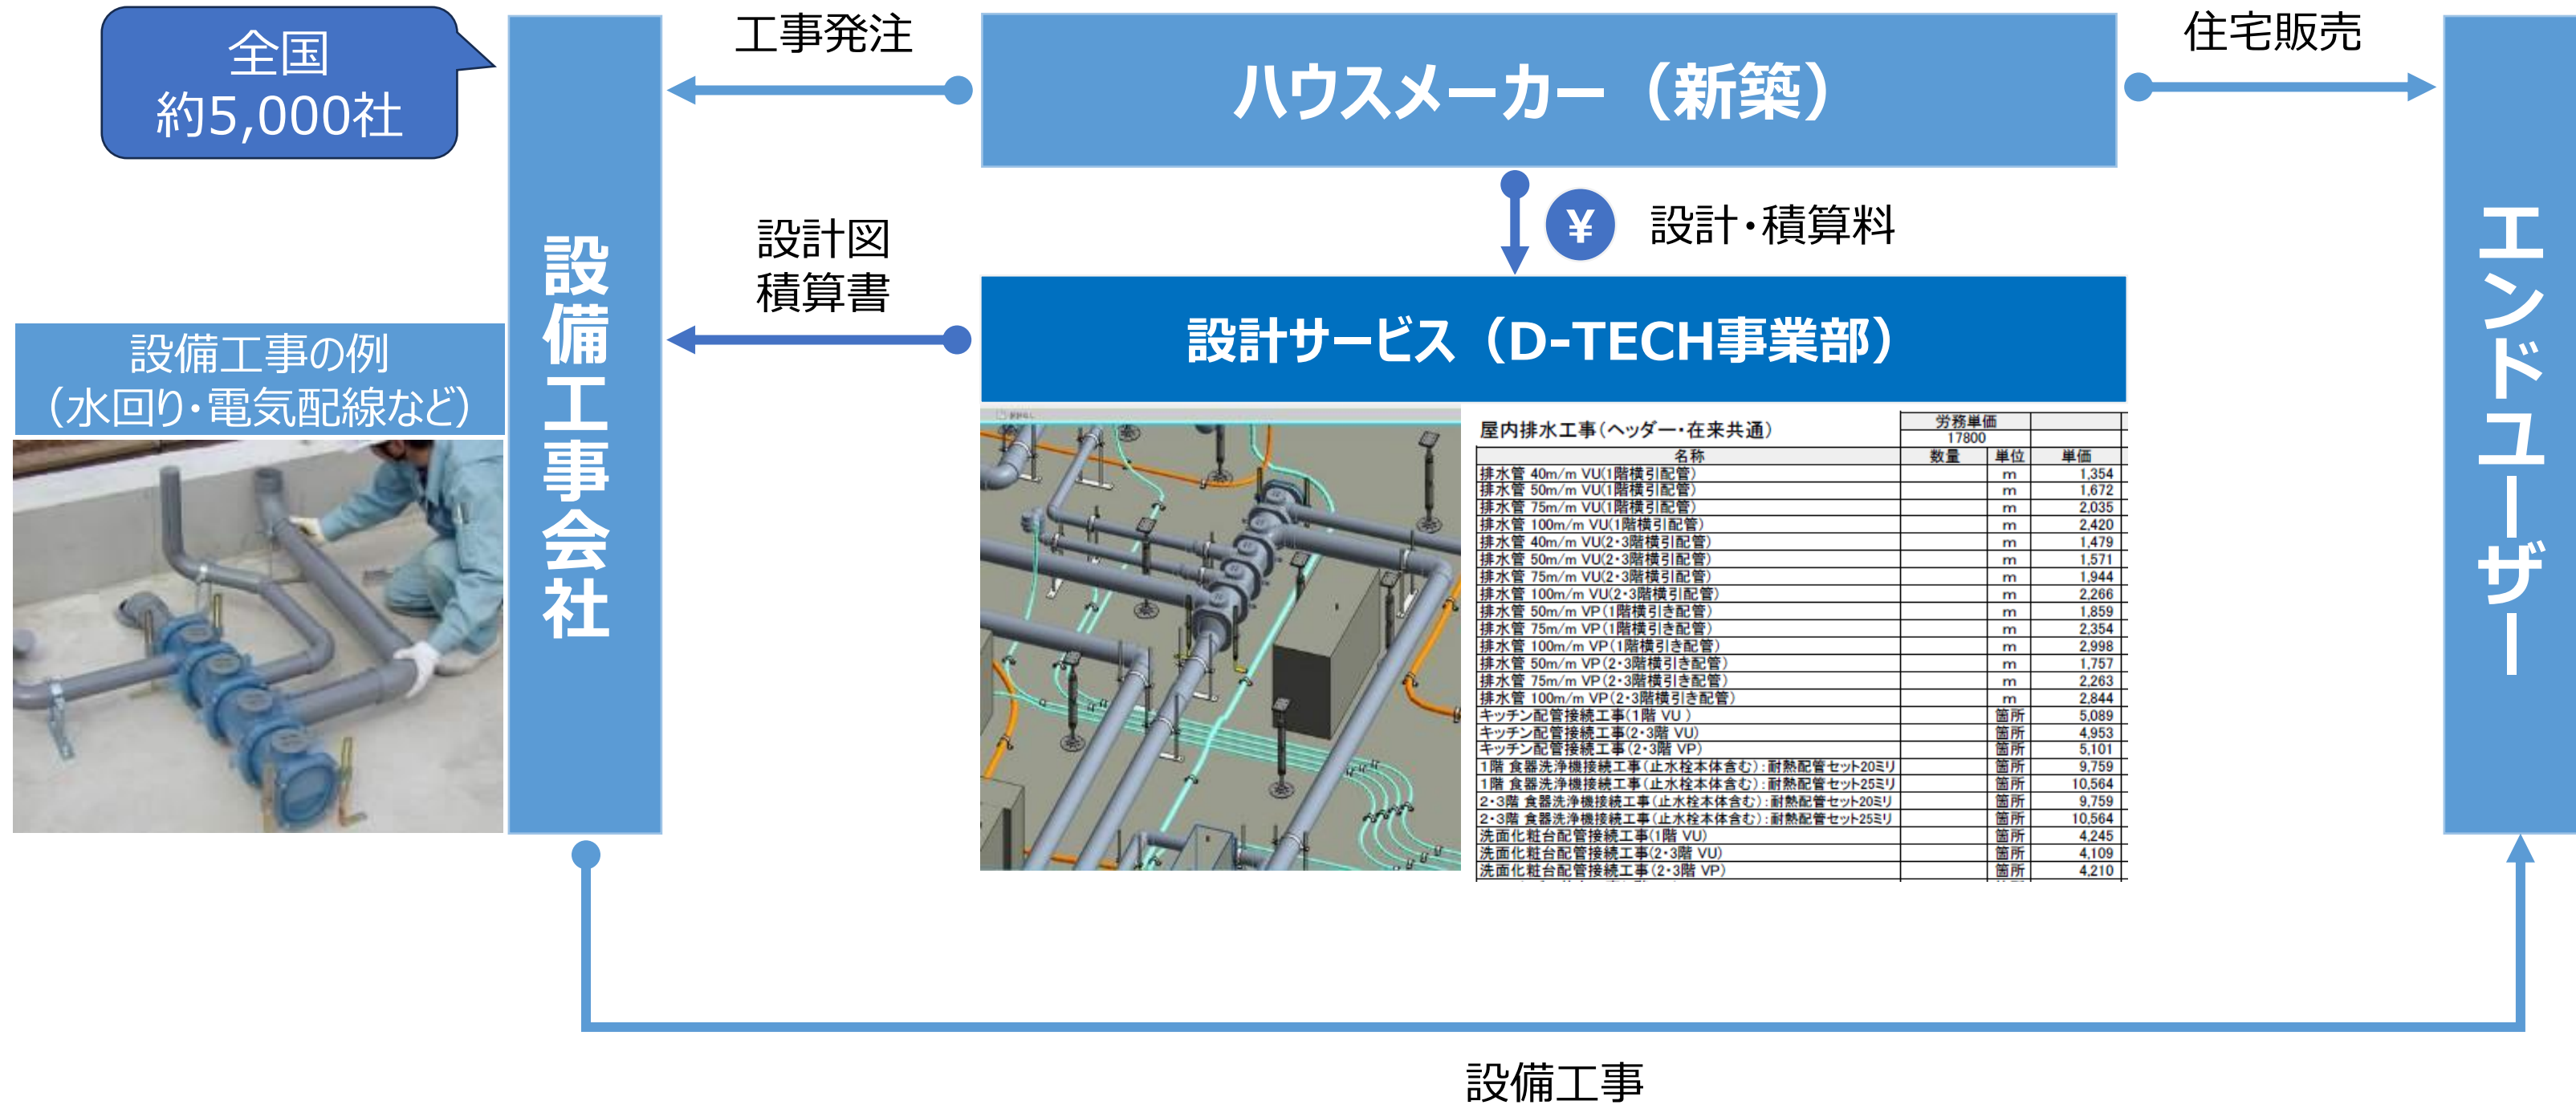 全国
約5,000社
工事発注
ハウスメーカー（新築）
住宅販売
設備工事会社
設計図
積算書
¥
設計・積算料
設計サービス（D-TECH事業部）
エンドユーザー
設備工事の例
（水回り・電気配線など）
屋内排水工事（ヘッダー・在来共通）
労務単価
17800
名称 数量 単位 単価
排水管 40m/m VU(1階横引配管) m 1,354
排水管 50m/m VU(1階横引配管) m 1,672
排水管 75m/m VU(1階横引配管) m 2,035
排水管 100m/m VU(1階横引配管) m 2,420
排水管 40m/m VU(2・3階横引配管) m 1,479
排水管 50m/m VU(2・3階横引配管) m 1,571
排水管 75m/m VU(2・3階横引配管) m 1,944
排水管 100m/m VU(2・3階横引配管) m 2,266
排水管 50m/m VP(1階横引き配管) m 1,859
排水管 75m/m VP(1階横引き配管) m 2,354
排水管 100m/m VP(1階横引き配管) m 2,998
排水管 50m/m VP(2・3階横引き配管) m 1,757
排水管 75m/m VP(2・3階横引き配管) m 2,263
排水管 100m/m VP(2・3階横引き配管) m 2,844
キッチン配管接続工事(1階 VU ) 箇所 5,089
キッチン配管接続工事(2・3階 VU) 箇所 4,953
キッチン配管接続工事(2・3階 VP) 箇所 5,101
1階 食器洗浄機接続工事(止水栓本体含む):耐熱配管セット20ミリ 箇所 9,759
1階 食器洗浄機接続工事(止水栓本体含む):耐熱配管セット25ミリ 箇所 10,564
2・3階 食器洗浄機接続工事(止水栓本体含む):耐熱配管セット20ミリ 箇所 9,759
2・3階 食器洗浄機接続工事(止水栓本体含む):耐熱配管セット25ミリ 箇所 10,564
洗面化粧台配管接続工事(1階 VU) 箇所 4,245
洗面化粧台配管接続工事(2・3階 VU) 箇所 4,109
洗面化粧台配管接続工事(2・3階 VP) 箇所 4,210
設備工事